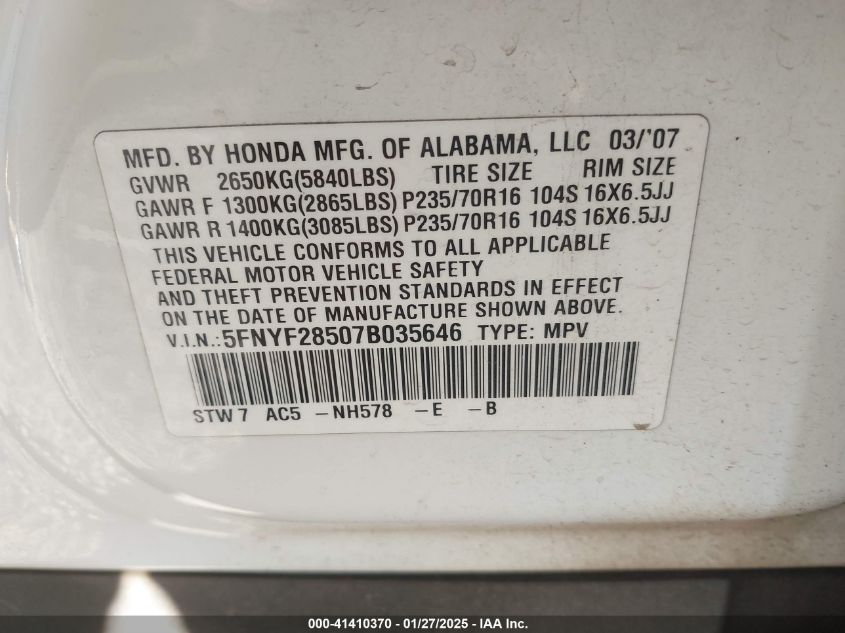 MFD. BY HONDA MFG. OF ALABAMA, LLC 03/'07
GVWR 2650KG(5840LBS) TIRE SIZE RIM SIZE
GAWR F 1300KG(2865LBS) P235/70R16 104S 16X6.5JJ
GAWR R 1400KG(3085LBS) P235/70R16 104S 16X6.5JJ
THIS VEHICLE CONFORMS TO ALL APPLICABLE
FEDERAL MOTOR VEHICLE SAFETY
AND THEFT PREVENTION STANDARDS IN EFFECT
ON THE DATE OF MANUFACTURE SHOWN ABOVE.
V.I.N.:5FNYF28507B035646 TYPE: MPV
STW7 AC5 -NH578 -E -B
000-41410370 - 01/27/2025 - IAA Inc.